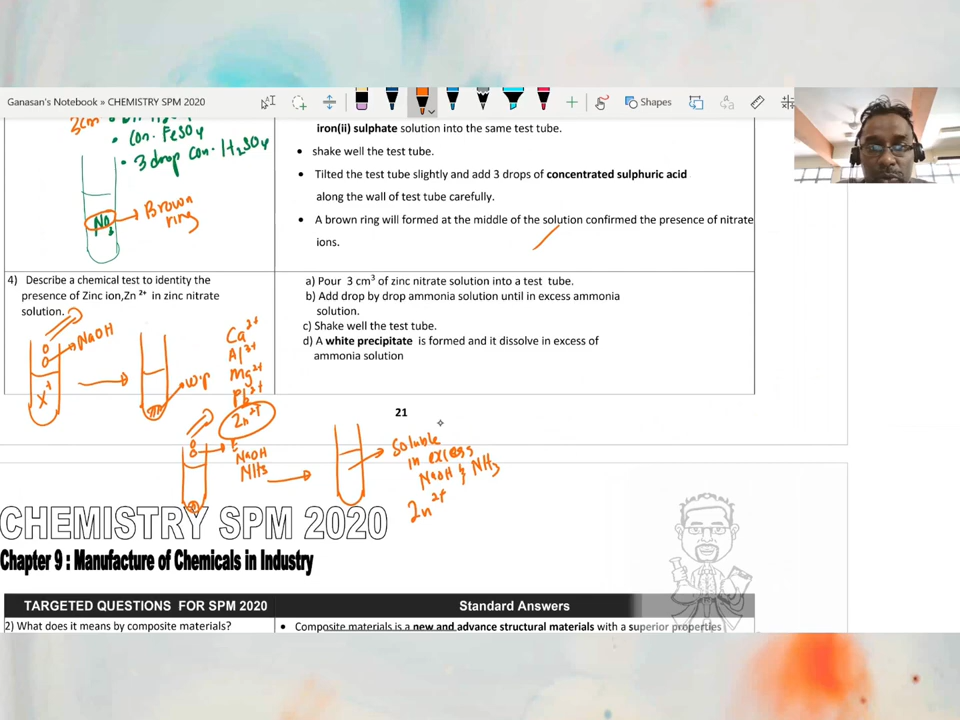 Ganasan's Notebook » CHEMISTRY SPM 2020
Shapes
3cm
• con. FeSO4
• 3 drop con. H2SO4
NO3
Brown
ring
iron(ii) sulphate solution into the same test tube.
• shake well the test tube.
• Tilted the test tube slightly and add 3 drops of concentrated sulphuric acid
along the wall of test tube carefully.
• A brown ring will formed at the middle of the solution confirmed the presence of nitrate
ions.
4) Describe a chemical test to identity the
presence of Zinc ion,Zn 2+ in zinc nitrate
solution.
a) Pour 3 cm3 of zinc nitrate solution into a test tube.
b) Add drop by drop ammonia solution until in excess ammonia
solution.
c) Shake well the test tube.
d) A white precipitate is formed and it dissolve in excess of
ammonia solution
NaOH
X+
w.p
Ca2+
Al3+
Mg2+
Pb2+
Zn2+
21
E
NaOH
NH3
Soluble
in excess
NaOH & NH3
Zn2+
CHEMISTRY SPM 2020
Chapter 9 : Manufacture of Chemicals in Industry
TARGETED QUESTIONS FOR SPM 2020
Standard Answers
2) What does it means by composite materials?
• Composite materials is a new and advance structural materials with a superior properties